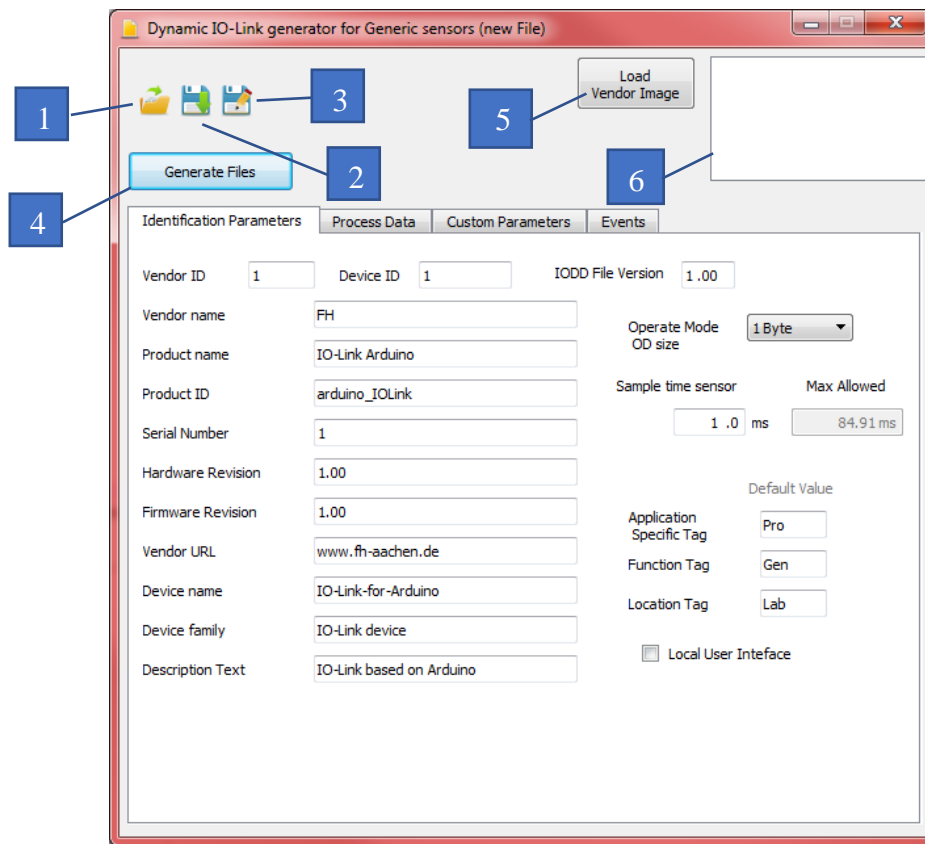 Dynamic IO-Link generator for Generic sensors (new File)
1
3
5
Load
Vendor Image
2
6
4
Generate Files
Identification Parameters
Process Data
Custom Parameters
Events
Vendor ID
1
Device ID
1
IODD File Version
1 .00
Vendor name
FH
Product name
IO-Link Arduino
Product ID
arduino_IOLink
Serial Number
1
Hardware Revision
1.00
Firmware Revision
1.00
Vendor URL
www.fh-aachen.de
Device name
IO-Link-for-Arduino
Device family
IO-Link device
Description Text
IO-Link based on Arduino
Operate Mode
OD size
1 Byte
Sample time sensor
Max Allowed
1 .0 ms
84.91 ms
Default Value
Application
Specific Tag
Pro
Function Tag
Gen
Location Tag
Lab
Local User Inteface